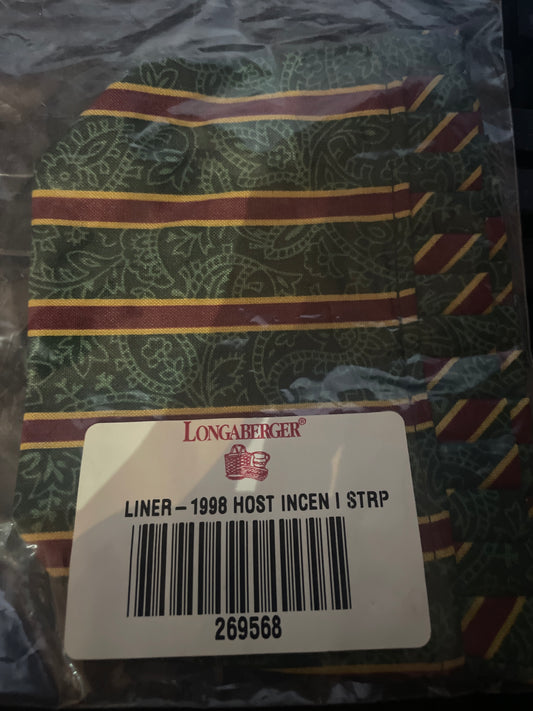 LONGABERGER®
LINER – 1998 HOST INCEN I STRP
269568